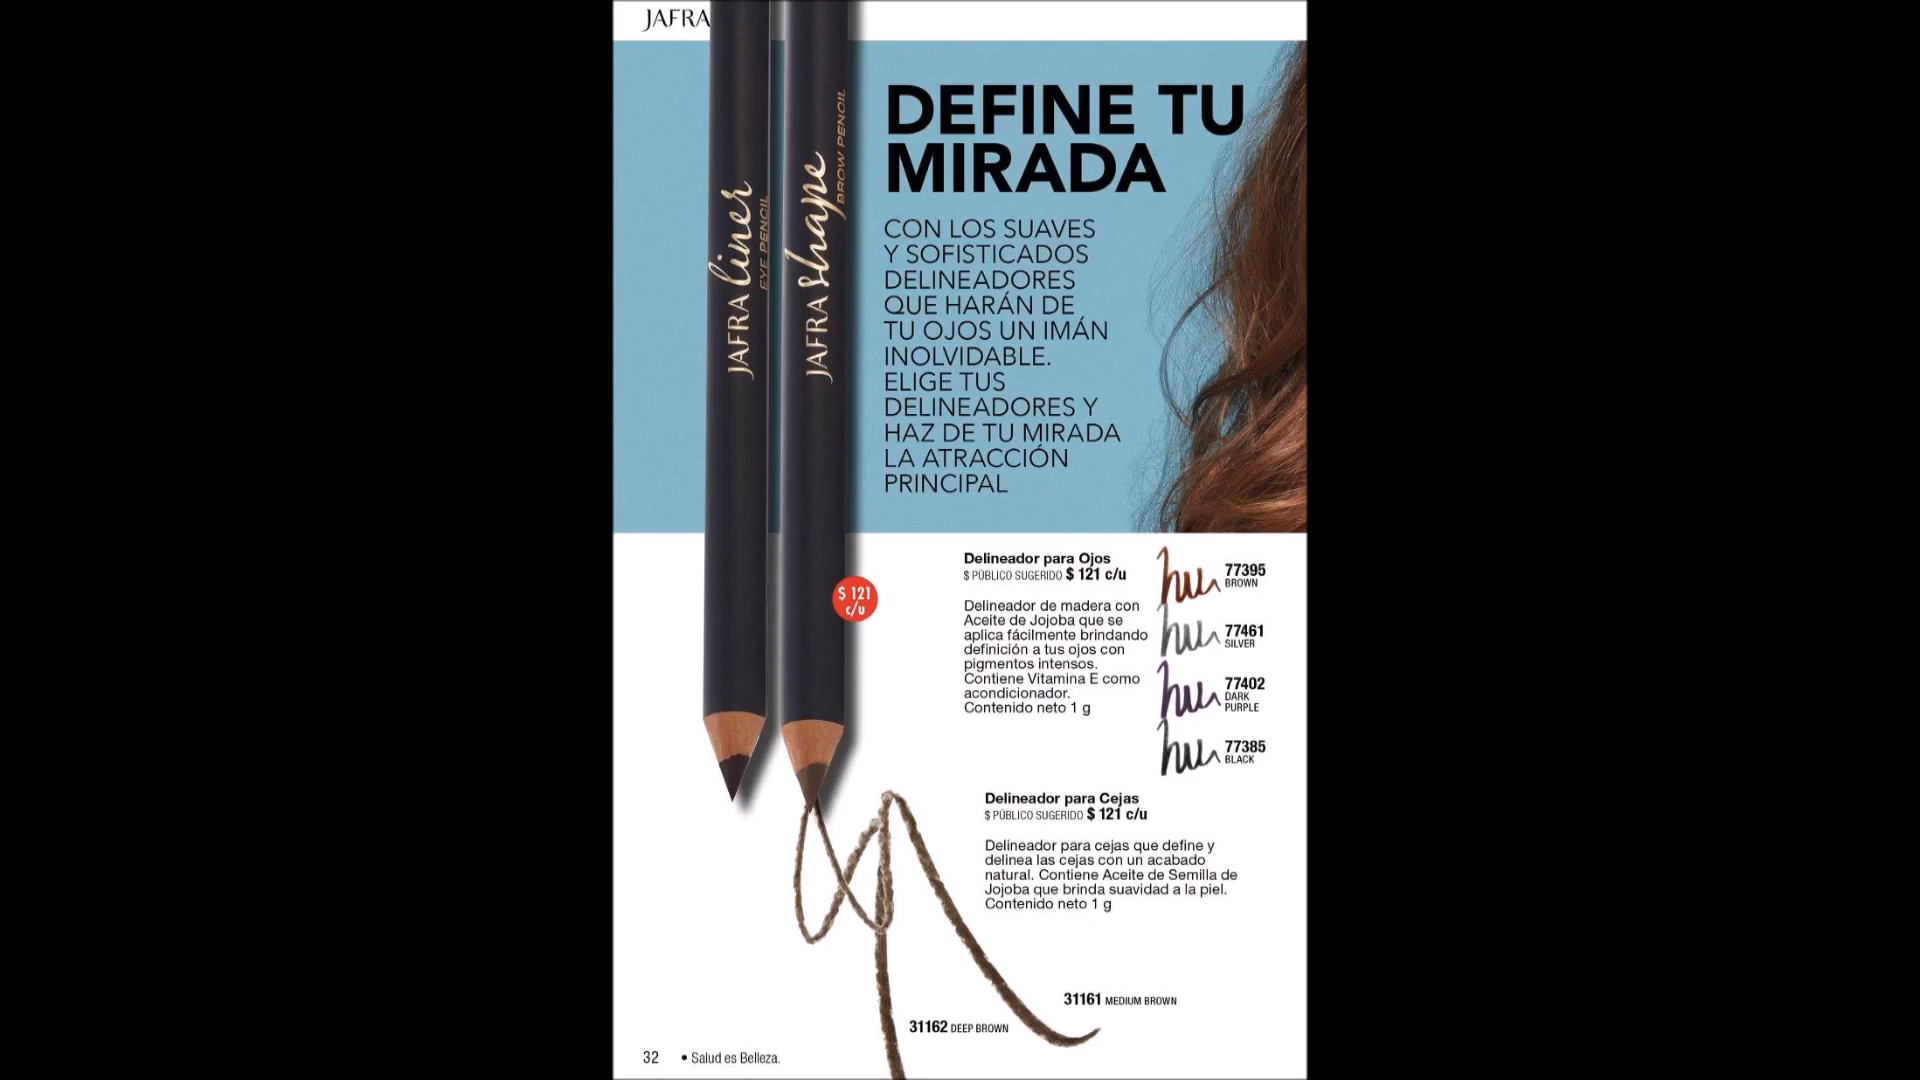 JAFRA
JAFRA liner
EYE PENCIL
JAFRA shape
BROW PENCIL
DEFINE TU
MIRADA
CON LOS SUAVES
Y SOFISTICADOS
DELINEADORES
QUE HARÁN DE
TU OJOS UN IMÁN
INOLVIDABLE.
ELIGE TUS
DELINEADORES Y
HAZ DE TU MIRADA
LA ATRACCIÓN
PRINCIPAL
$ 121
c/u
Delineador para Ojos
$ PÚBLICO SUGERIDO $ 121 c/u
Delineador de madera con
Aceite de Jojoba que se
aplica fácilmente brindando
definición a tus ojos con
pigmentos intensos.
Contiene Vitamina E como
acondicionador.
Contenido neto 1 g
77395
BROWN
77461
SILVER
77402
DARK
PURPLE
77385
BLACK
Delineador para Cejas
$ PÚBLICO SUGERIDO $ 121 c/u
Delineador para cejas que define y
delinea las cejas con un acabado
natural. Contiene Aceite de Semilla de
Jojoba que brinda suavidad a la piel.
Contenido neto 1 g
31161 MEDIUM BROWN
31162 DEEP BROWN
32 • Salud es Belleza.